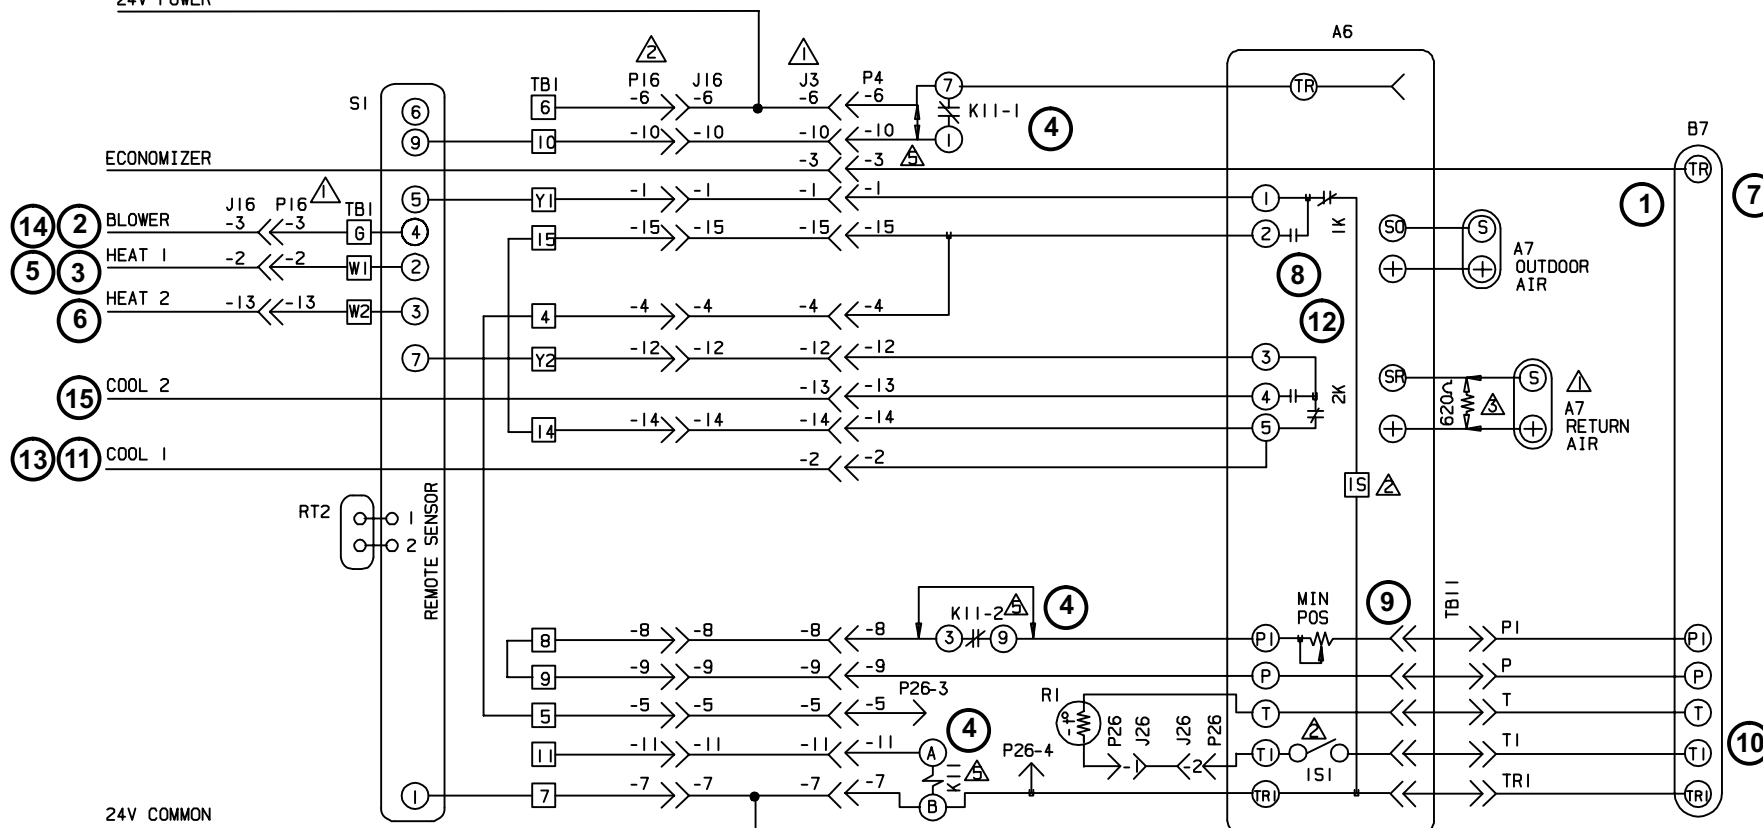 24V POWER
A6
2 1
TB1 P16 J16 J3 P4
S1 6 6 -6 -6 -6 -6 7 TR
K11-1 4
9 10 -10 -10 -10 -10 1
B7
ECONOMIZER -3 -3 5 TR
J16 P16 1 TB1 5 Y1 -1 -1 -1 -1 1 1 7
14 2 BLOWER -3 -3 G 4 15 -15 -15 -15 -15 2 1K SO S
5 3 HEAT 1 -2 -2 W1 2 8 + + A7
OUTDOOR
AIR
6 HEAT 2 -13 -13 W2 3 4 -4 -4 -4 -4 12
7 Y2 -12 -12 -12 -12 3
15 COOL 2 -13 -13 4 2K SR 620Ω 3 S 1
14 -14 -14 -14 -14 5 + + A7
RETURN
AIR
13 11 COOL 1 -2 -2
1S 2
RT2 1
2
REMOTE SENSOR
K11-2 5 4 MIN
POS 9 TB11
8 -8 -8 -8 -8 3 9 P1 P1 P1
9 -9 -9 -9 -9 P P P
P26-3 R1 + -
5 -5 -5 -5 -5 T T T
4 P26 J26 J26 P26 2
11 -11 -11 -11 -11 A P26-4 -1 -2 T1 1S1 T1 T1 10
K11 5
1 7 -7 -7 -7 -7 B TR1 TR1 TR1
24V COMMON